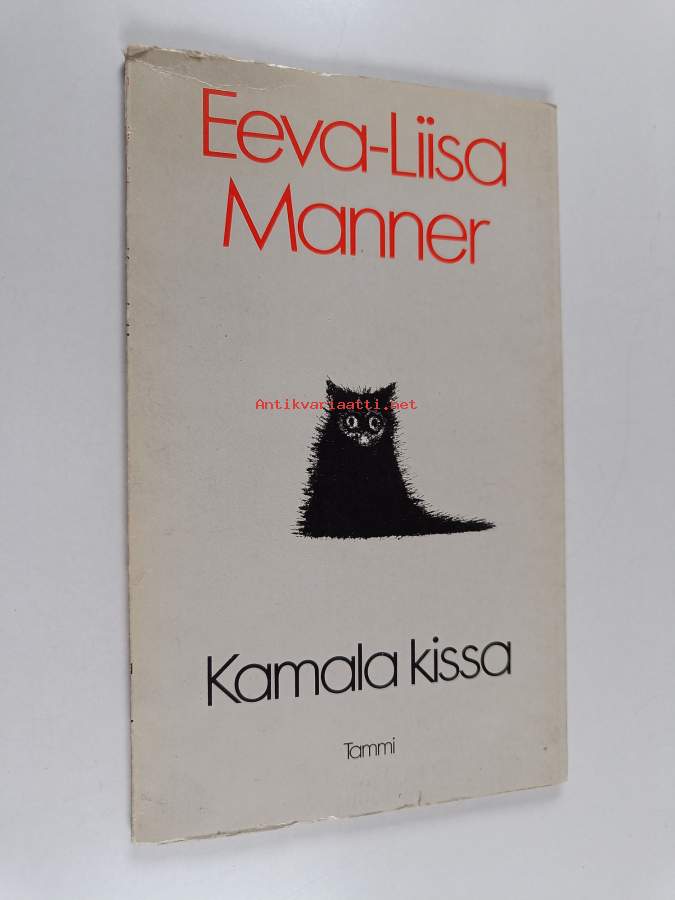 Eeva-Liisa
Manner
Antikvariaatti.net
Kamala kissa
Tammi